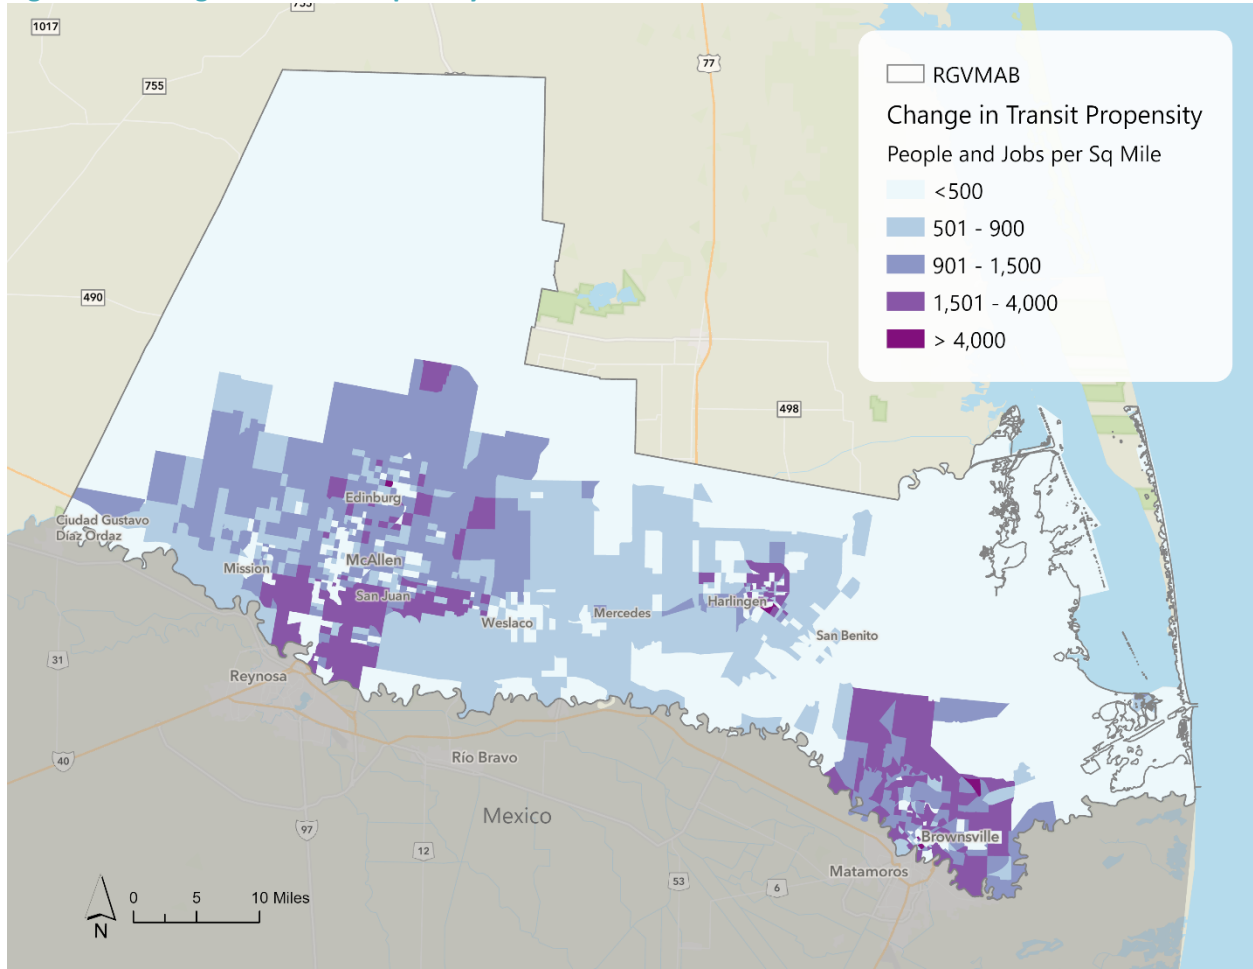 1017
755
77
755
490
498
RGVMAB
Change in Transit Propensity
People and Jobs per Sq Mile
<500
501 - 900
901 - 1,500
1,501 - 4,000
> 4,000
Edinburg
Ciudad Gustavo
Díaz Ordaz
McAllen
Mission
San Juan
Weslaco
Mercedes
Harlingen
San Benito
31
Reynosa
40
Río Bravo
Mexico
97
12
Brownsville
Matamoros
53
6
0 5 10 Miles
N